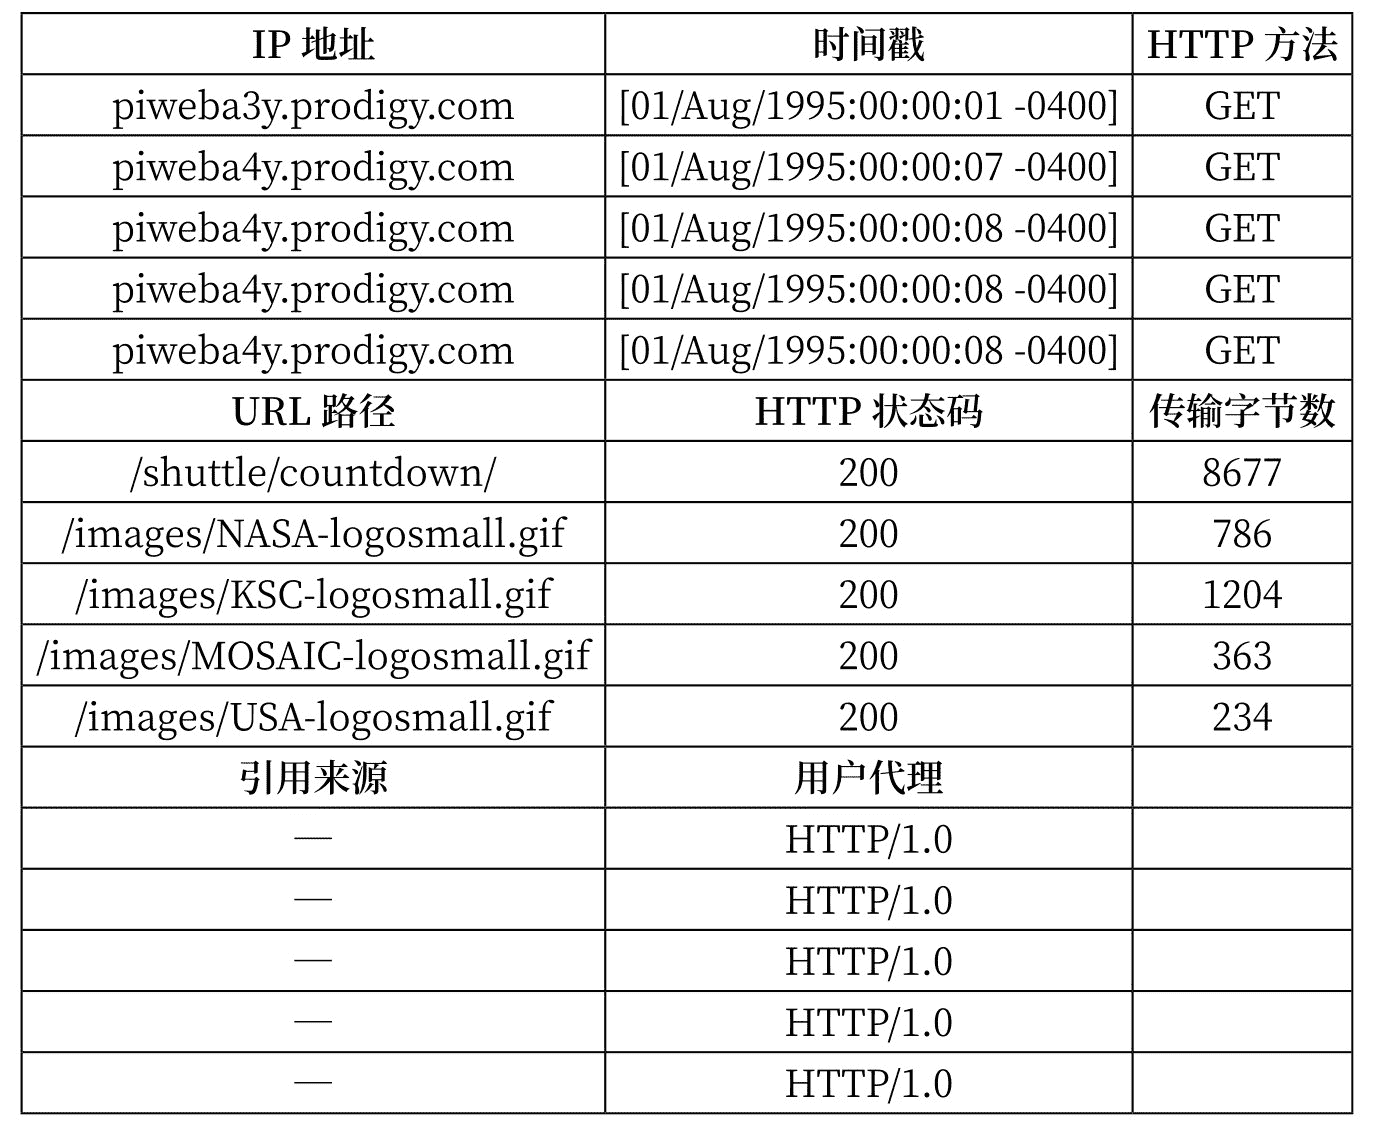 IP 地址 时间戳 HTTP 方法
piweba3y.prodigy.com [01/Aug/1995:00:00:01 -0400] GET
piweba4y.prodigy.com [01/Aug/1995:00:00:07 -0400] GET
piweba4y.prodigy.com [01/Aug/1995:00:00:08 -0400] GET
piweba4y.prodigy.com [01/Aug/1995:00:00:08 -0400] GET
piweba4y.prodigy.com [01/Aug/1995:00:00:08 -0400] GET
URL 路径 HTTP 状态码 传输字节数
/shuttle/countdown/ 200 8677
/images/NASA-logosmall.gif 200 786
/images/KSC-logosmall.gif 200 1204
/images/MOSAIC-logosmall.gif 200 363
/images/USA-logosmall.gif 200 234
引用来源 用户代理
— HTTP/1.0
— HTTP/1.0
— HTTP/1.0
— HTTP/1.0
— HTTP/1.0